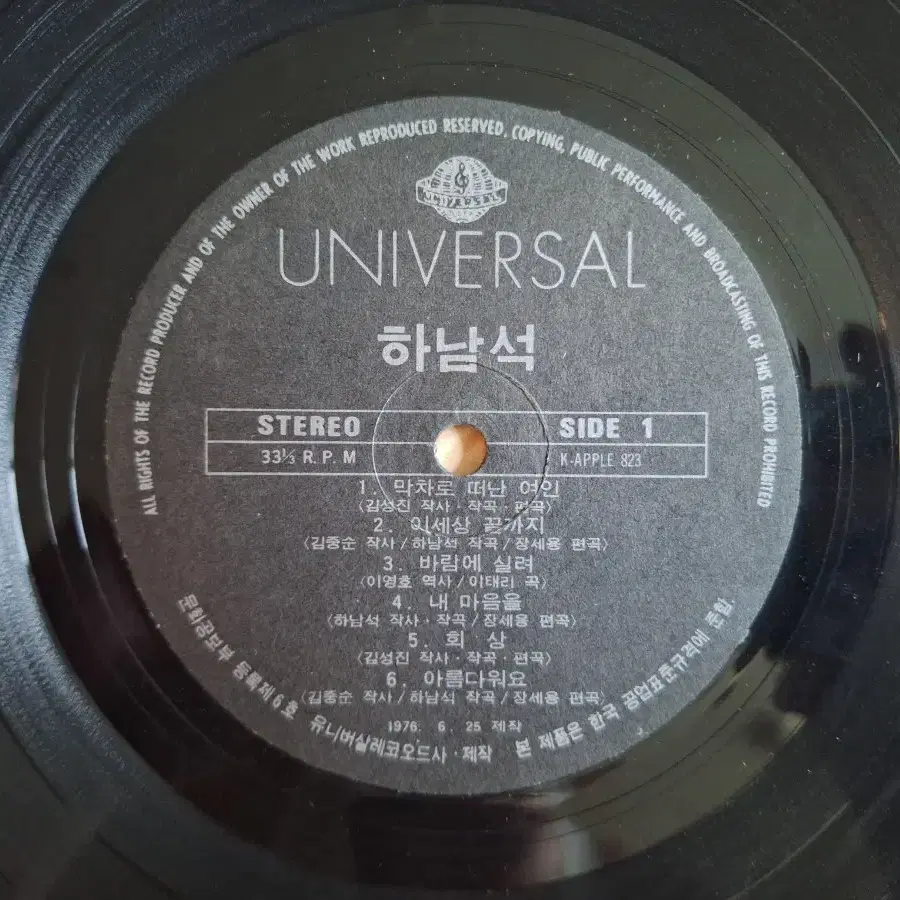 ALL RIGHTS OF THE RECORD PRODUCER AND OF THE OWNER OF THE WORK REPRODUCED RESERVED. COPYING, PUBLIC PERFORMANCE AND BROADCASTING OF THIS RECORD PROHIBITED
UNIVERSAL
하남석
STEREO SIDE 1
33⅓ R.P.M K-APPLE 823
1. 막차로 떠난 여인
〈김성진 작사·작곡·편곡〉
2. 이세상 끝까지
〈김중순 작사/하남석 작곡/장세용 편곡〉
3. 바람에 실려
〈이영호 역사/이태리 곡〉
4. 내 마음을
〈하남석 작사·작곡/장세용 편곡〉
5. 회 상
〈김성진 작사·작곡·편곡〉
6. 아름다워요
〈김중순 작사/하남석 작곡/장세용 편곡〉
1976. 6. 25 제작
문화공보부 등록제6호 유니버살레코오드사·제작 본 제품은 한국 공업표준규격에 준함.